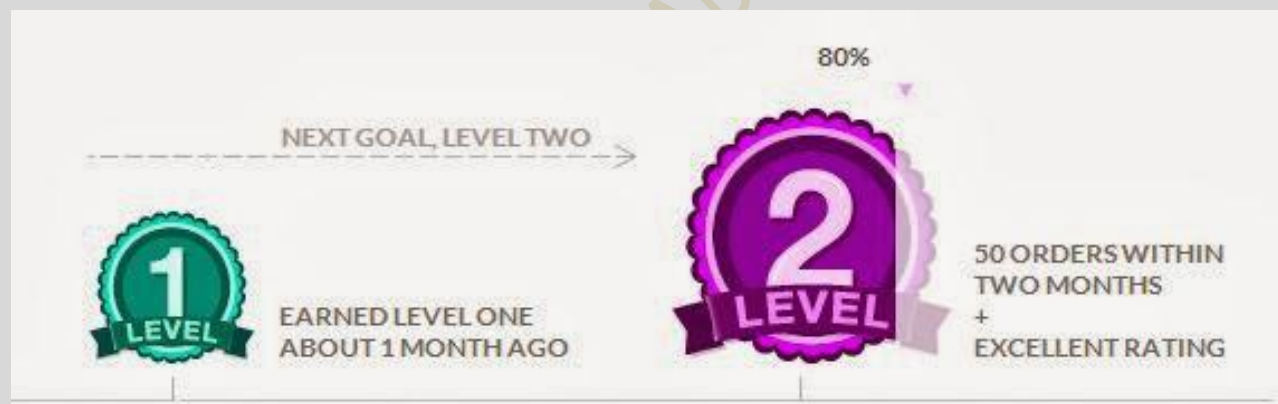 80%
NEXT GOAL, LEVEL TWO
1
LEVEL
EARNED LEVEL ONE
ABOUT 1 MONTH AGO
2
LEVEL
50 ORDERS WITHIN
TWO MONTHS
+
EXCELLENT RATING